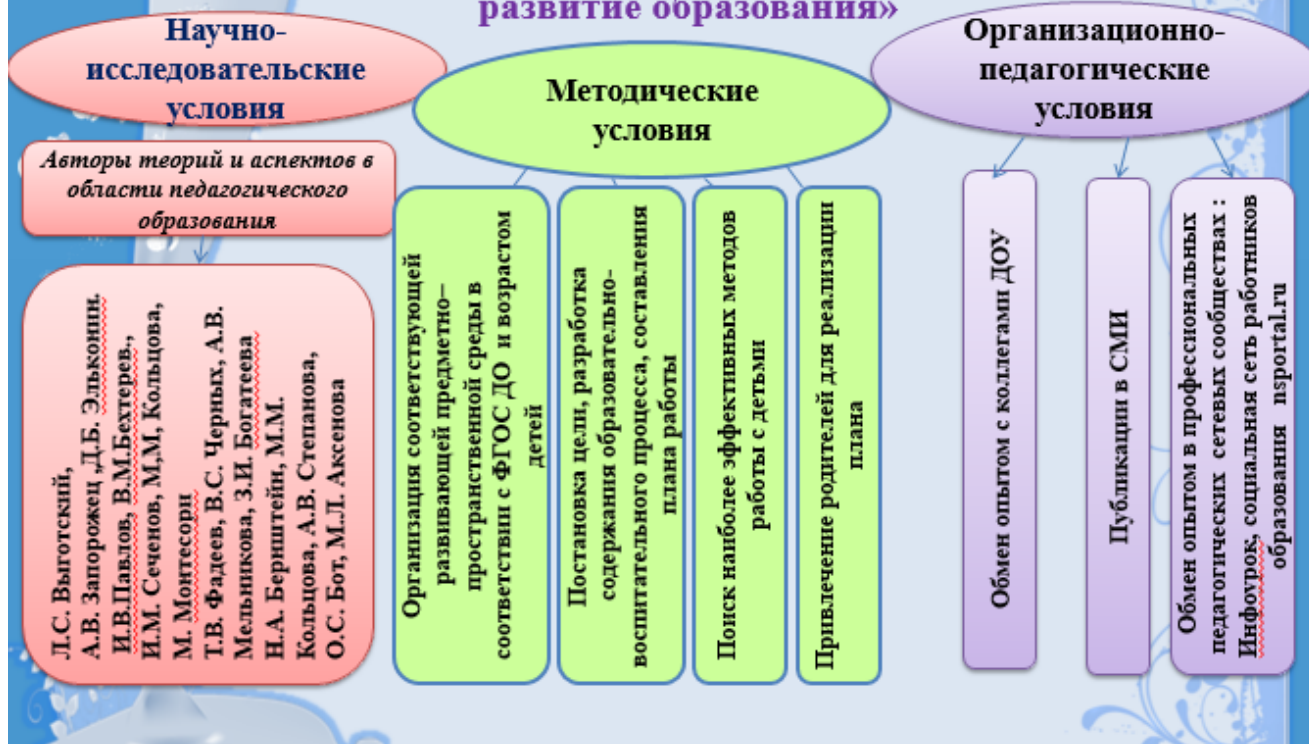 развитие образования»
Научно-
исследовательские
условия
Авторы теорий и аспектов в
области педагогического
образования
Л.С. Выготский,
А.В. Запорожец ,Д.Б. Эльконин.
И.В.Павлов, В.М.Бехтерев.,
И.М. Сеченов, М,М, Кольцова,
М. Монтесори
Т.В. Фадеев, В.С. Черных, А.В.
Мельникова, З.И. Богатеева
Н.А. Бернштейн, М.М.
Кольцова, А.В. Степанова,
О.С. Бот, М.Л. Аксенова
Методические
условия
Организация соответствующей
развивающей предметно–
пространственной среды в
соответствии с ФГОС ДО и возрастом
детей
Постановка цели, разработка
содержания образовательно-
воспитательного процесса, составления
плана работы
Поиск наиболее эффективных методов
работы с детьми
Привлечение родителей для реализации
плана
Организационно-
педагогические
условия
Обмен опытом с коллегами ДОУ
Публикации в СМИ
Обмен опытом в профессиональных
педагогических сетевых сообществах :
Инфоурок, социальная сеть работников
образования nsportal.ru